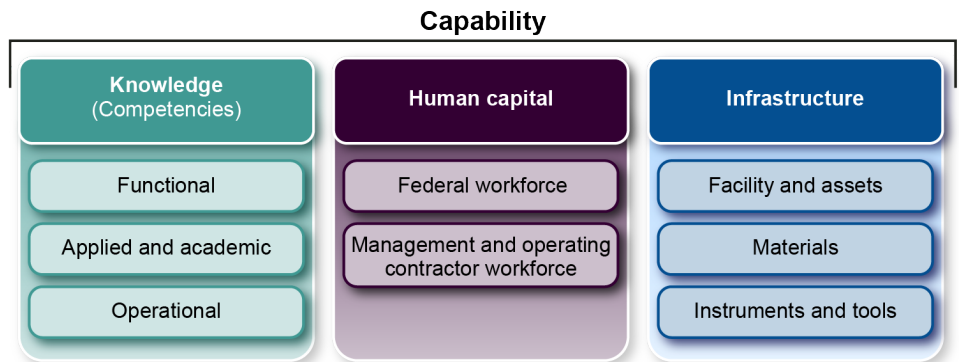 Capability
Knowledge
(Competencies)
Functional
Applied and academic
Operational
Human capital
Federal workforce
Management and operating
contractor workforce
Infrastructure
Facility and assets
Materials
Instruments and tools